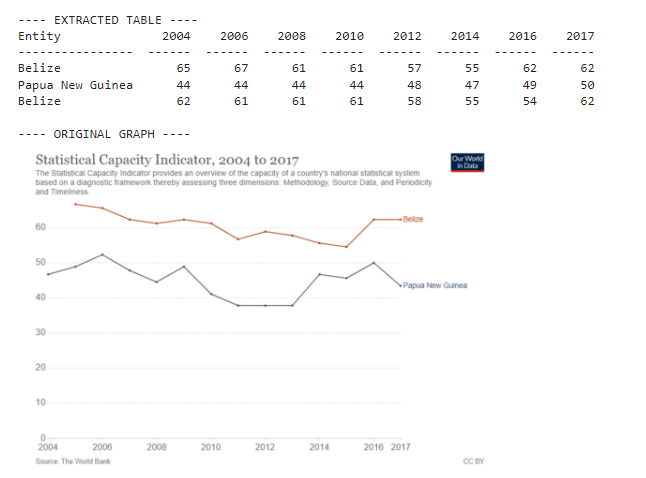 ---- EXTRACTED TABLE ----
Entity 2004 2006 2008 2010 2012 2014 2016 2017
---------------- ------ ------ ------ ------ ------ ------ ------ ------
Belize 65 67 61 61 57 55 62 62
Papua New Guinea 44 44 44 44 48 47 49 50
Belize 62 61 61 61 58 55 54 62
---- ORIGINAL GRAPH ----
Statistical Capacity Indicator, 2004 to 2017
Our World
in Data
The Statistical Capacity Indicator provides an overview of the capacity of a country's national statistical system
based on a diagnostic framework thereby assessing three dimensions: Methodology, Source Data, and Periodicity
and Timeliness.
60
Belize
50
Papua New Guinea
40
30
20
10
0
2004 2006 2008 2010 2012 2014 2016 2017
Source: The World Bank
CC BY